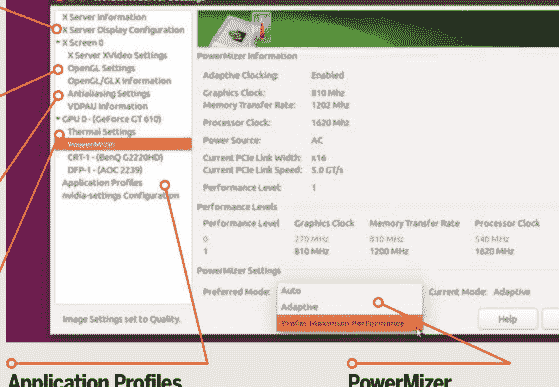 X Server Information
X Server Display Configuration
X Screen 0
X Server XVideo Settings
OpenGL Settings
OpenGL/GLX Information
Antialiasing Settings
VDPAU Information
GPU 0 - (GeForce GT 610)
Thermal Settings
PowerMizer
CRT-1 - (BenQ G2220HD)
DFP-1 - (AOC 2239)
Application Profiles
nvidia-settings Configuration
Image Settings set to Quality.
PowerMizer Information
Adaptive Clocking: Enabled
Graphics Clock: 810 Mhz
Memory Transfer Rate: 1202 Mhz
Processor Clock: 1620 Mhz
Power Source: AC
Current PCIe Link Width: x16
Current PCIe Link Speed: 5.0 GT/s
Performance Level: 1
Performance Levels
Performance Level Graphics Clock Memory Transfer Rate Processor Clock
0 270 MHz 810 MHz 540 MHz
1 810 MHz 1200 MHz 1620 MHz
PowerMizer Settings
Preferred Mode: Auto Current Mode: Adaptive
Adaptive
Prefer Maximum Performance
Help
Application Profiles
PowerMizer